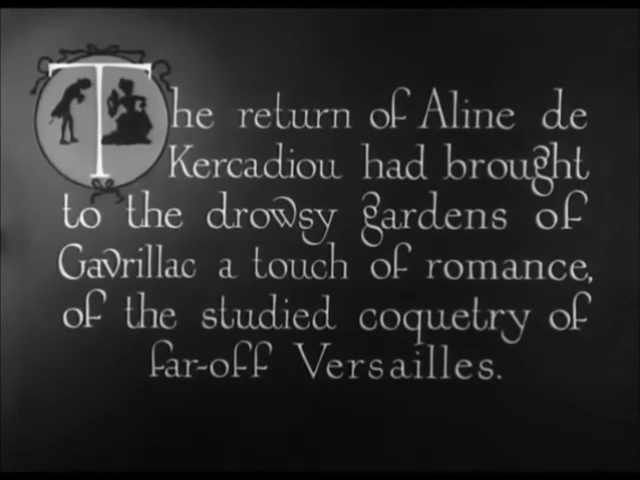 The return of Aline de
Kercadiou had brought
to the drowsy gardens of
Gavrillac a touch of romance,
of the studied coquetry of
far-off Versailles.